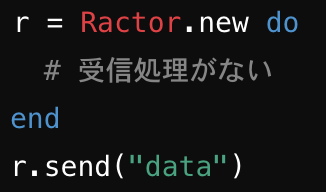 r = Ractor.new do
  # 受信処理がない
end
r.send("data")